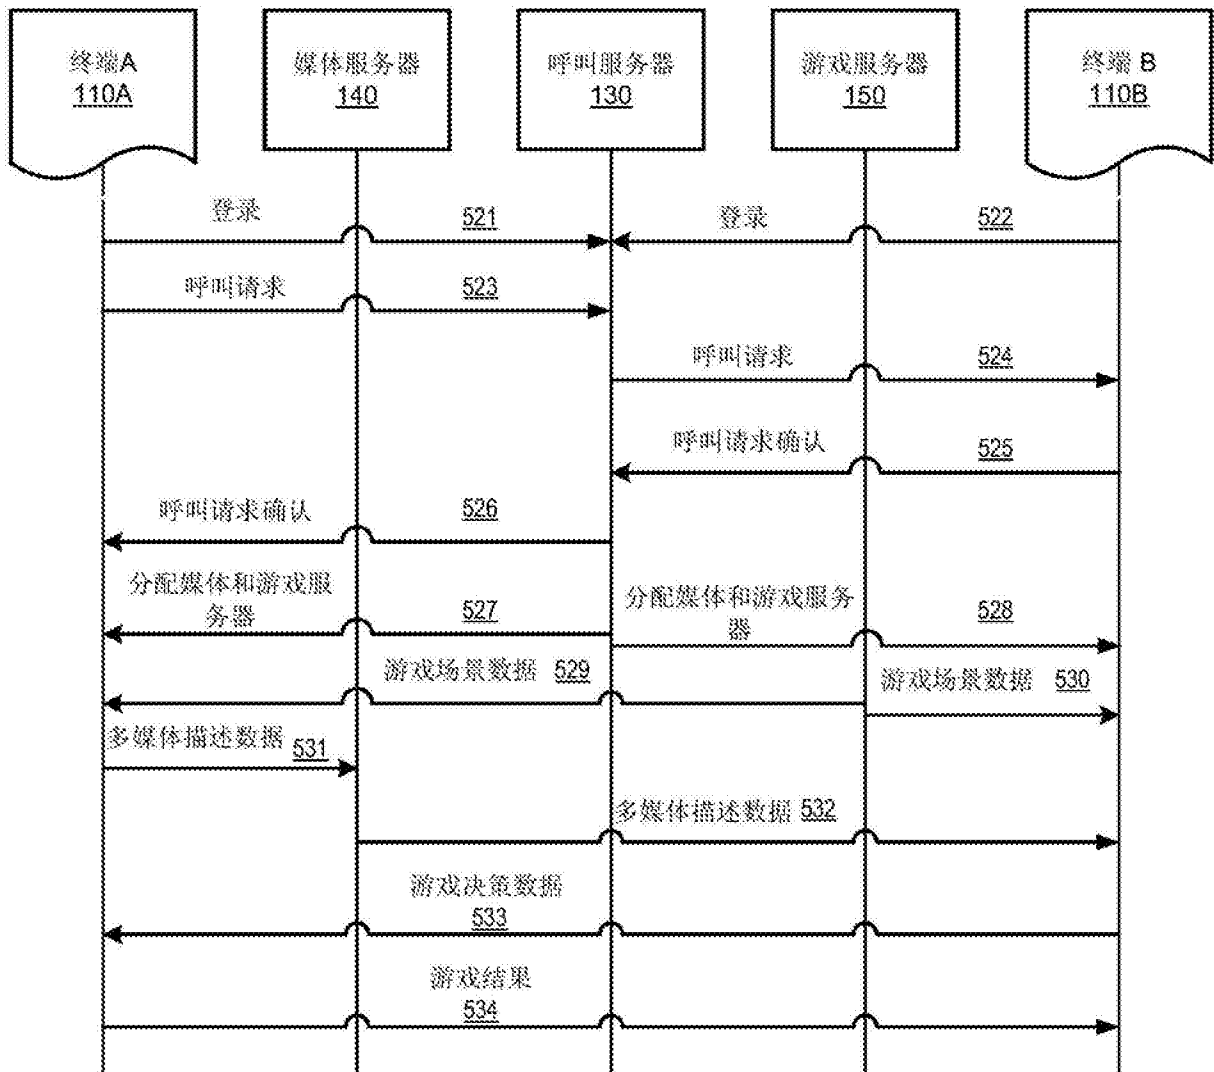 终端A
110A
媒体服务器
140
呼叫服务器
130
游戏服务器
150
终端 B
110B
登录 521
登录 522
呼叫请求 523
呼叫请求 524
呼叫请求确认 525
呼叫请求确认 526
分配媒体和游戏服
务器
527
分配媒体和游戏服务
器
528
游戏场景数据 529
游戏场景数据 530
多媒体描述数据 531
多媒体描述数据 532
游戏决策数据
533
游戏结果
534